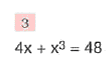 3
4x + x³ = 48